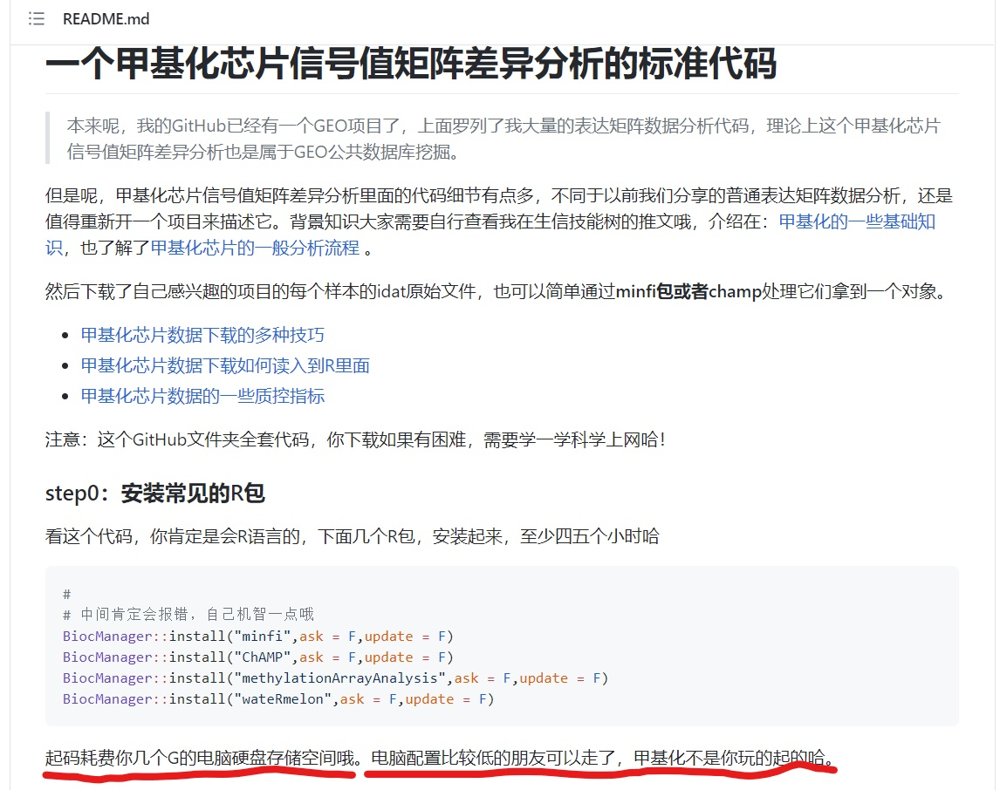 README.md
一个甲基化芯片信号值矩阵差异分析的标准代码
本来呢，我的GitHub已经有一个GEO项目了，上面罗列了我大量的表达矩阵数据分析代码，理论上这个甲基化芯片
信号值矩阵差异分析也是属于GEO公共数据库挖掘。
但是呢，甲基化芯片信号值矩阵差异分析里面的代码细节有点多，不同于以前我们分享的普通表达矩阵数据分析，还是
值得重新开一个项目来描述它。背景知识大家需要自行查看我在生信技能树的推文哦，介绍在：甲基化的一些基础知
识，也了解了甲基化芯片的一般分析流程 。
然后下载了自己感兴趣的项目的每个样本的idat原始文件，也可以简单通过minfi包或者champ处理它们拿到一个对象。
甲基化芯片数据下载的多种技巧
甲基化芯片数据下载如何读入到R里面
甲基化芯片数据的一些质控指标
注意：这个GitHub文件夹全套代码，你下载如果有困难，需要学一学科学上网哈！
step0：安装常见的R包
看这个代码，你肯定是会R语言的，下面几个R包，安装起来，至少四五个小时哈
#
# 中间肯定会报错，自己机智一点哦
BiocManager::install("minfi",ask = F,update = F)
BiocManager::install("ChAMP",ask = F,update = F)
BiocManager::install("methylationArrayAnalysis",ask = F,update = F)
BiocManager::install("wateRmelon",ask = F,update = F)
起码耗费你几个G的电脑硬盘存储空间哦。电脑配置比较低的朋友可以走了，甲基化不是你玩的起的哈。